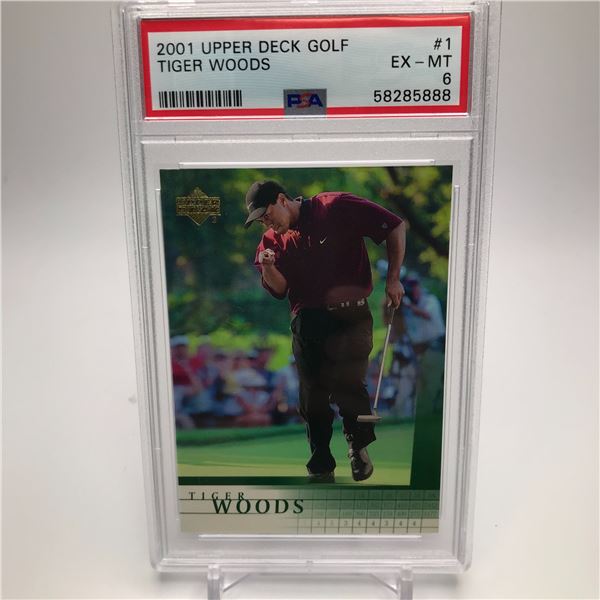 2001 UPPER DECK GOLF #1
TIGER WOODS EX - MT
6
PSA 58285888
TIGER
WOODS